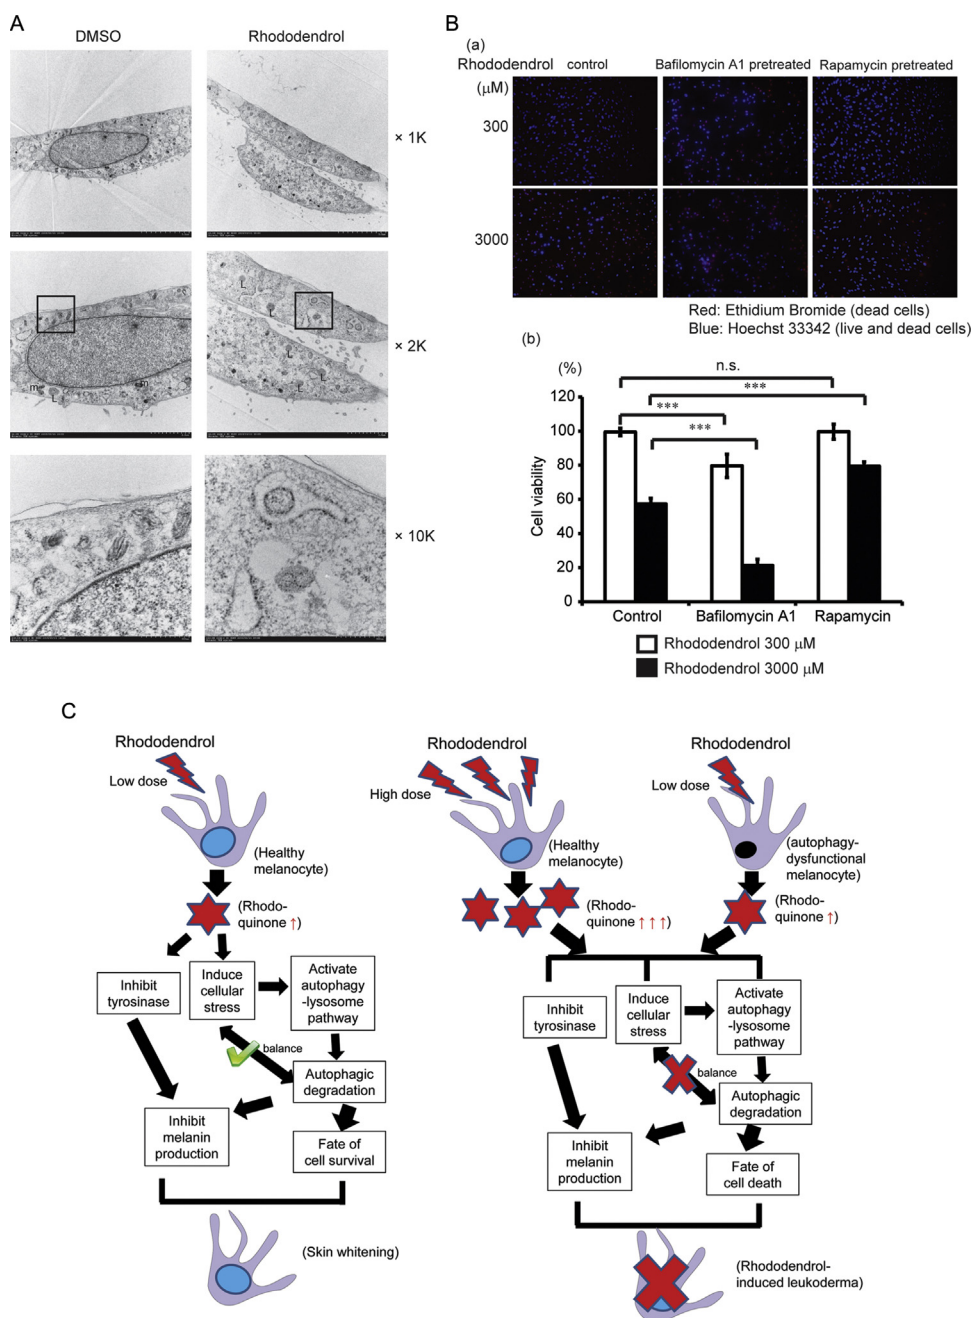 A
DMSO
Rhododendrol
× 1K
L
L
L
L
L
m
m
L
× 2K
× 10K
B
(a)
Rhododendrol
control
Bafilomycin A1 pretreated
Rapamycin pretreated
(μM)
300
3000
Red: Ethidium Bromide (dead cells)
Blue: Hoechst 33342 (live and dead cells)
(b)
(%)
n.s.
***
***
***
120
100
80
60
40
20
0
Cell viability
Control
Bafilomycin A1
Rapamycin
Rhododendrol 300 μM
Rhododendrol 3000 μM
C
Rhododendrol
Low dose
(Healthy
melanocyte)
(Rhodo-
quinone ↑)
Inhibit
tyrosinase
Induce
cellular
stress
Activate
autophagy
-lysosome
pathway
balance
Autophagic
degradation
Inhibit
melanin
production
Fate of
cell survival
(Skin whitening)
Rhododendrol
High dose
(Healthy
melanocyte)
(Rhodo-
quinone ↑↑↑)
Rhododendrol
Low dose
(autophagy-
dysfunctional
melanocyte)
(Rhodo-
quinone ↑)
Inhibit
tyrosinase
Induce
cellular
stress
Activate
autophagy
-lysosome
pathway
balance
Autophagic
degradation
Inhibit
melanin
production
Fate of
cell death
(Rhododendrol-
induced leukoderma)